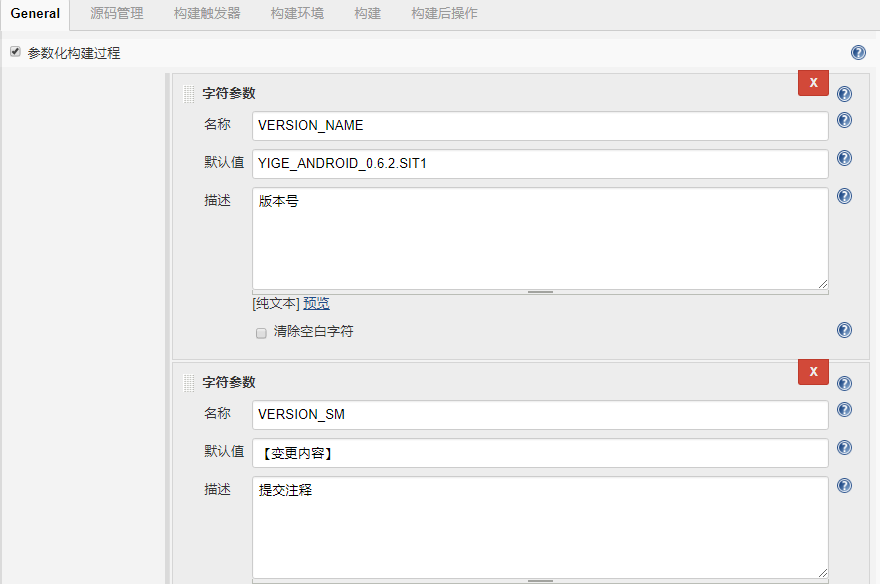 General 源码管理 构建触发器 构建环境 构建 构建后操作
参数化构建过程
X
字符参数
名称 VERSION_NAME
默认值 YIGE_ANDROID_0.6.2.SIT1
描述 版本号
[纯文本] 预览
清除空白字符
X
字符参数
名称 VERSION_SM
默认值 【变更内容】
描述 提交注释